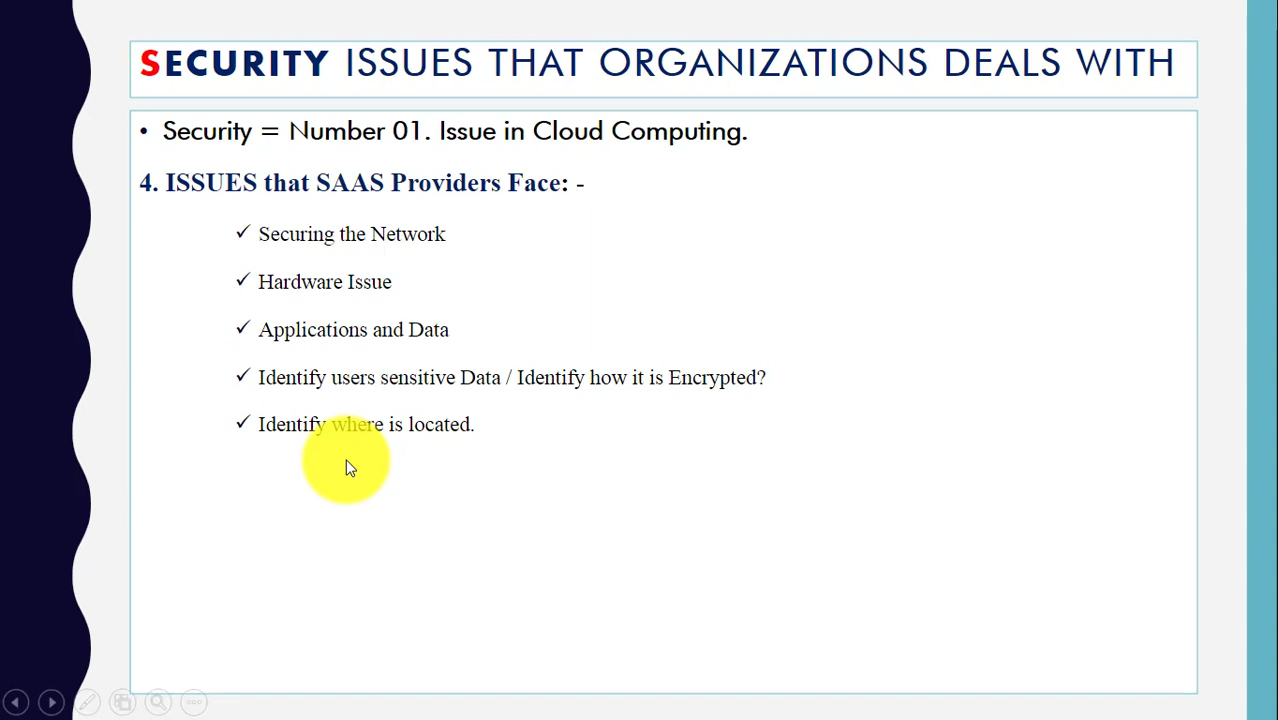 SECURITY ISSUES THAT ORGANIZATIONS DEALS WITH
• Security = Number 01. Issue in Cloud Computing.
4. ISSUES that SAAS Providers Face: -
✓ Securing the Network
✓ Hardware Issue
✓ Applications and Data
✓ Identify users sensitive Data / Identify how it is Encrypted?
✓ Identify where is located.